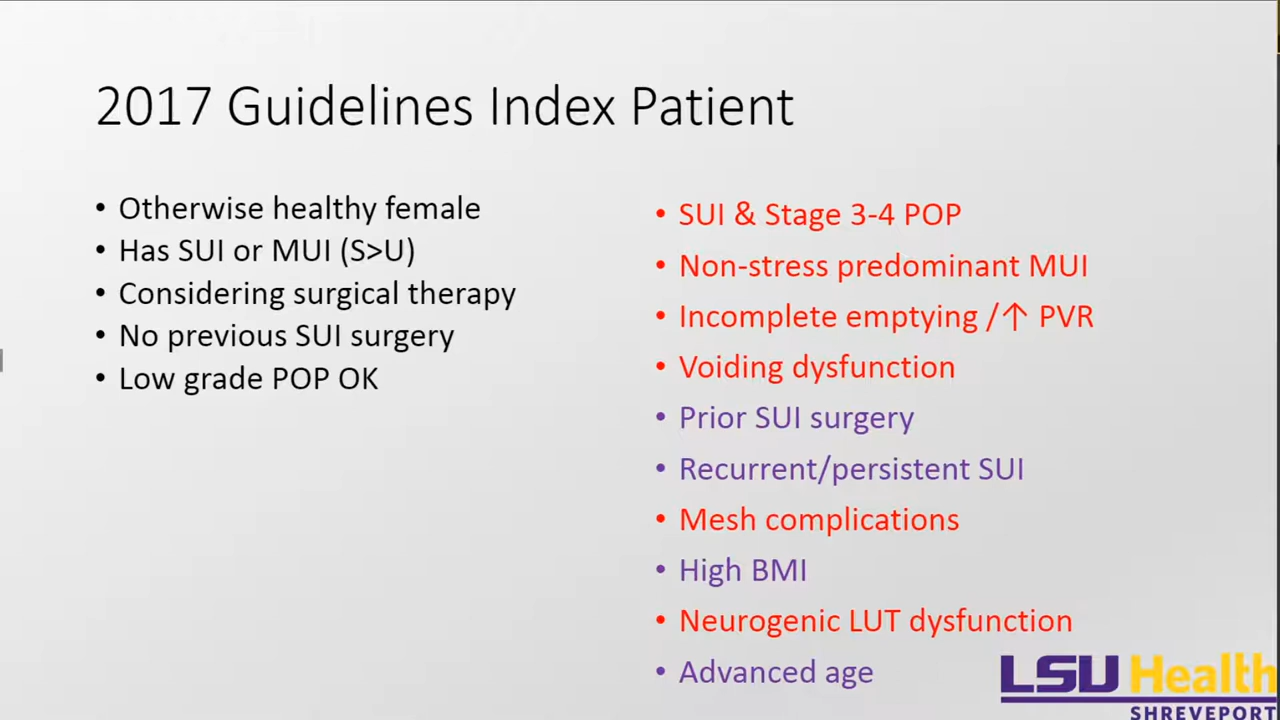 2017 Guidelines Index Patient
• Otherwise healthy female
• Has SUI or MUI (S>U)
• Considering surgical therapy
• No previous SUI surgery
• Low grade POP OK
• SUI & Stage 3-4 POP
• Non-stress predominant MUI
• Incomplete emptying /↑ PVR
• Voiding dysfunction
• Prior SUI surgery
• Recurrent/persistent SUI
• Mesh complications
• High BMI
• Neurogenic LUT dysfunction
• Advanced age
LSU Health
SHREVEPORT